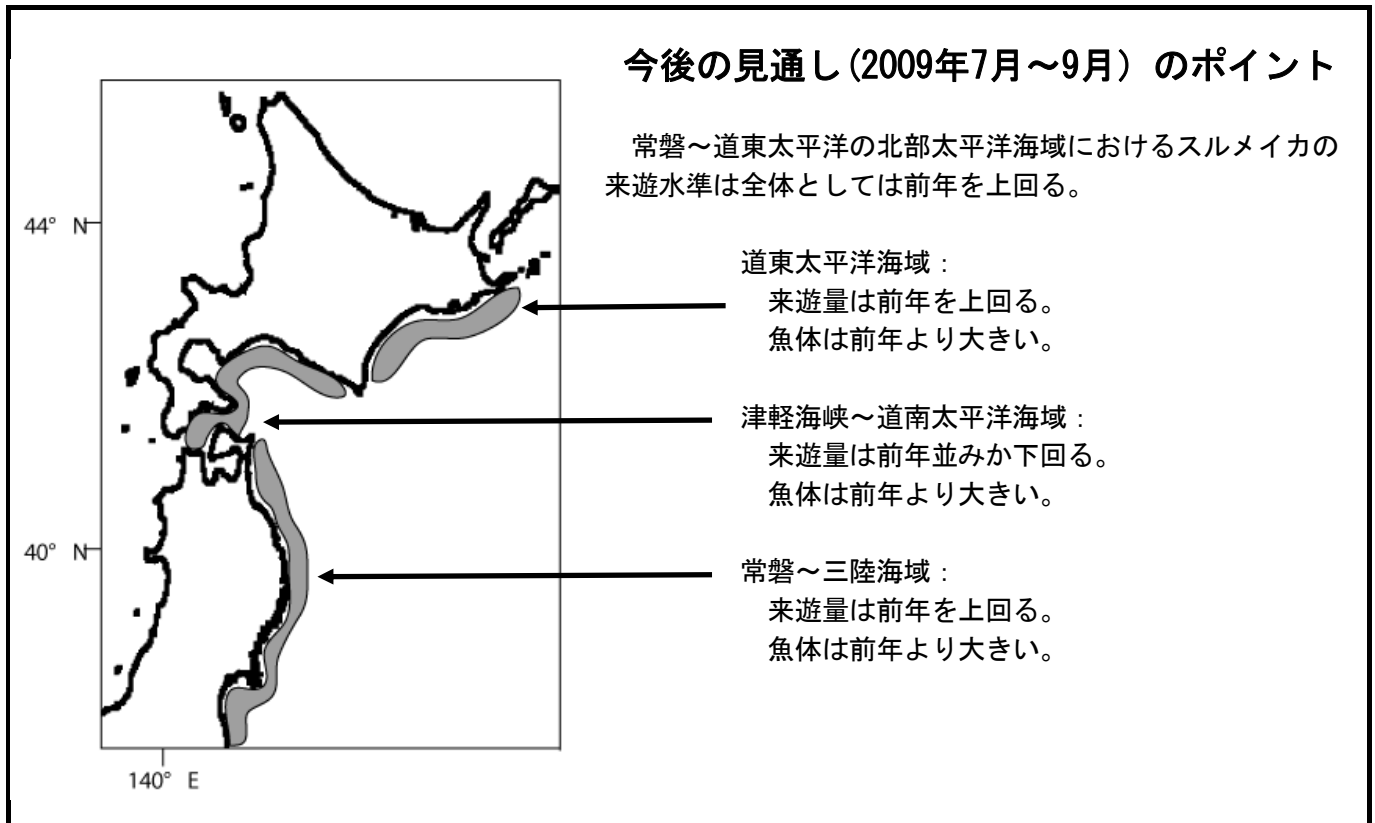 今後の見通し(2009年7月～9月）のポイント
常磐～道東太平洋の北部太平洋海域におけるスルメイカの
来遊水準は全体としては前年を上回る。
44° N
道東太平洋海域：
来遊量は前年を上回る。
魚体は前年より大きい。
津軽海峡～道南太平洋海域：
来遊量は前年並みか下回る。
魚体は前年より大きい。
40° N
常磐～三陸海域：
来遊量は前年を上回る。
魚体は前年より大きい。
140° E